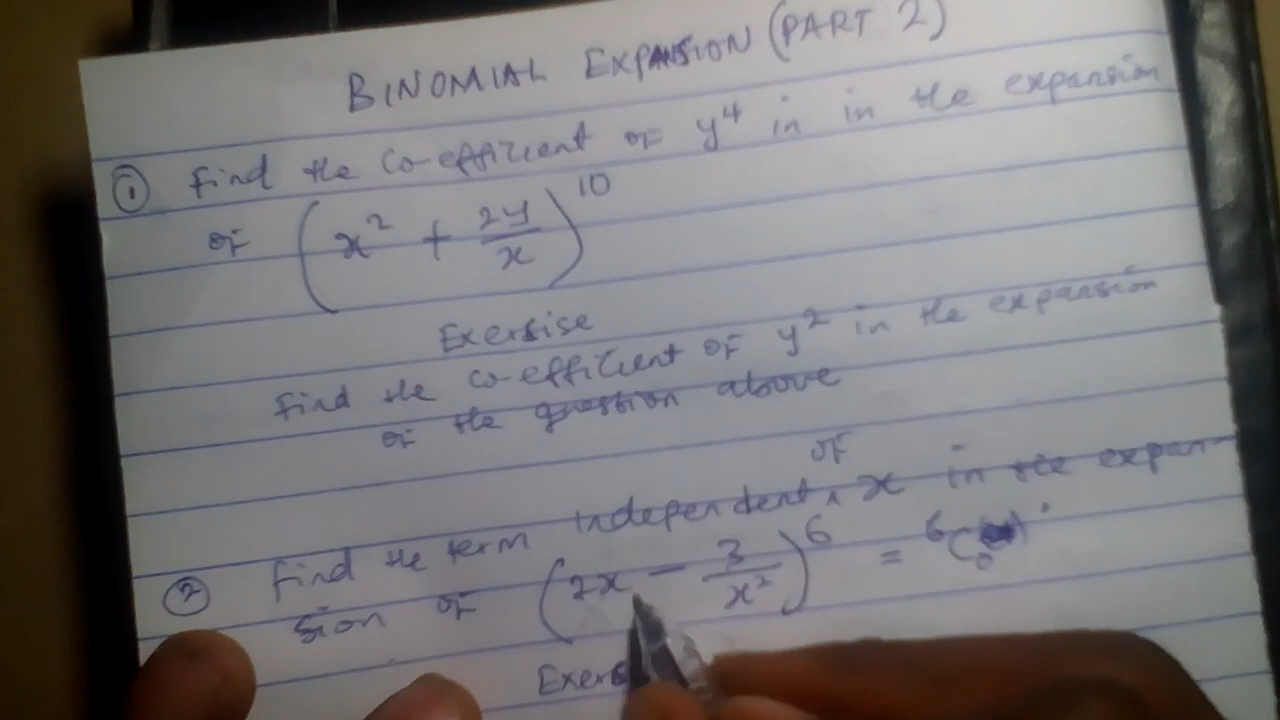 BINOMIAL EXPANSION (PART 2)
① Find the Co-efficient OF y⁴ in in the expansion
OF (x² + 2y/x)¹⁰
Exersise
Find the co-efficient OF y² in the expansion
OF the question above
OF
② Find the term independent ʌ x in the expan-
sion OF (2x - 3/x²)⁶ = ⁶C₀
Exers